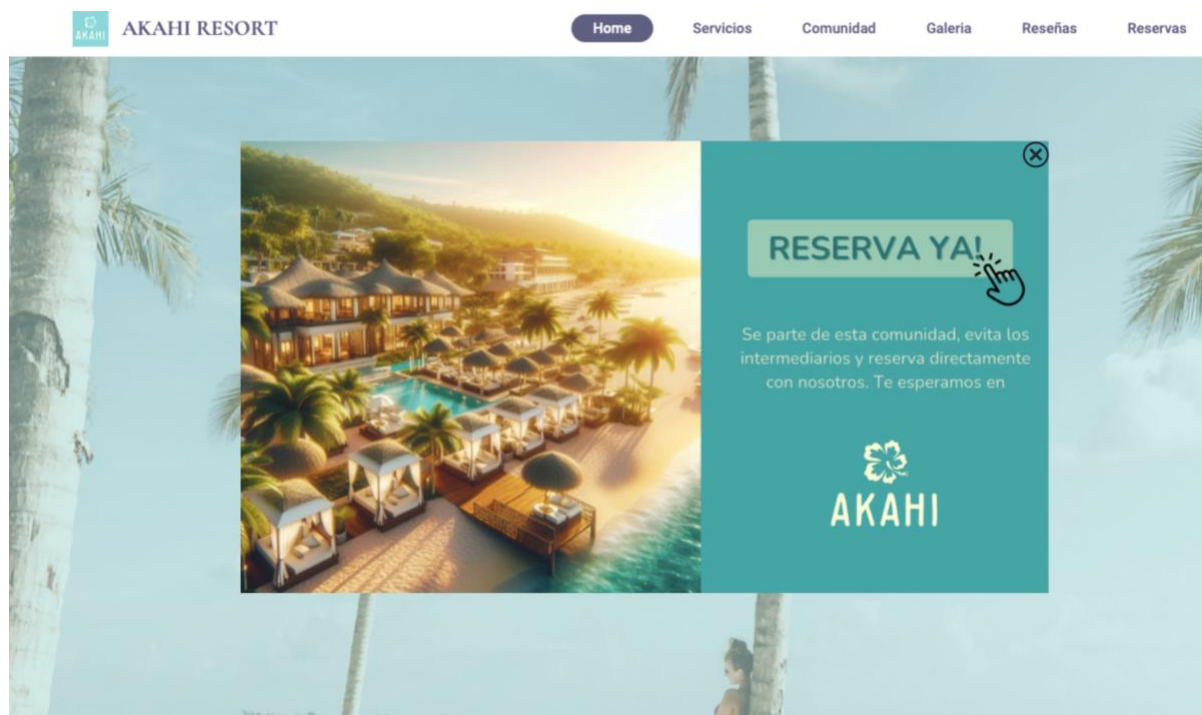 AKAHI
AKAHI RESORT
Home
Servicios
Comunidad
Galeria
Reseñas
Reservas
RESERVA YA!
Se parte de esta comunidad, evita los
intermediarios y reserva directamente
con nosotros. Te esperamos en
AKAHI